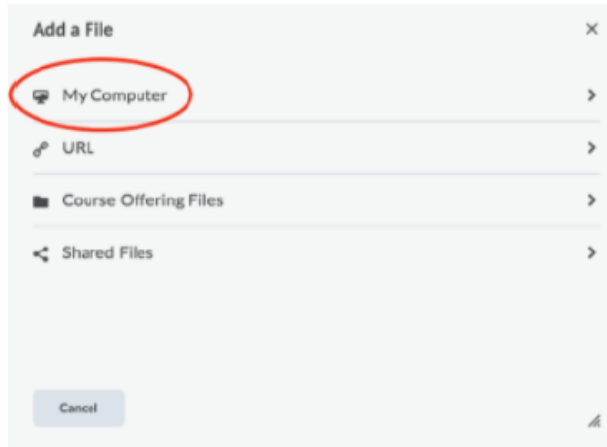 Add a File
My Computer
URL
Course Offering Files
Shared Files
Cancel